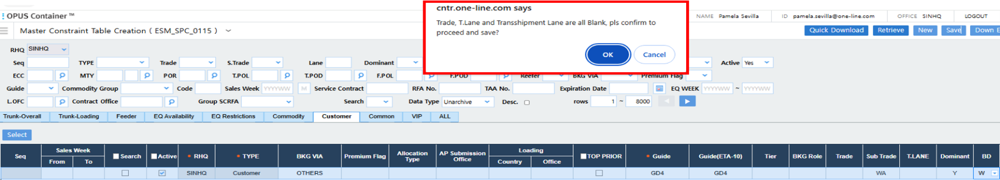 cntr.one-line.com says
Trade, T.Lane and Transshipment Lane are all Blank, pls confirm to
proceed and save?
OK Cancel
OPUS Container ™
NAME Pamela Sevilla ID pamela.sevilla@one-line.com OFFICE SINHQ LOGOUT
Master Constraint Table Creation ( ESM_SPC_0115 )
Quick Download Retrieve New Save Down E
RHQ SINHQ
Seq TYPE Trade S.Trade Lane Dominant Active Yes
ECC MTY POR T.POL T.POD F.POL F.POD Reefer BKG VIA Premium Flag
Guide Commodity Group Code Sales Week YYYYWW M Service Contract RFA No. TAA No. Expiration Date EQ WEEK YYYYWW ~ YYYYWW
L.OFC Contract Office Group SCRFA Search Data Type Unarchive Desc. rows 1 ~ 8000
Trunk-Overall Trunk-Loading Feeder EQ Availability EQ Restrictions Commodity Customer Common VIP ALL
Select
Seq Sales Week From To Search Active RHQ TYPE BKG VIA Premium Flag Allocation Type AP Submission Office Loading Country Office TOP PRIOR Guide Guide(ETA-10) Tier BKG Role Trade Sub Trade T.LANE Dominant BD
SINHQ Customer OTHERS GD4 GD4 WA Y W